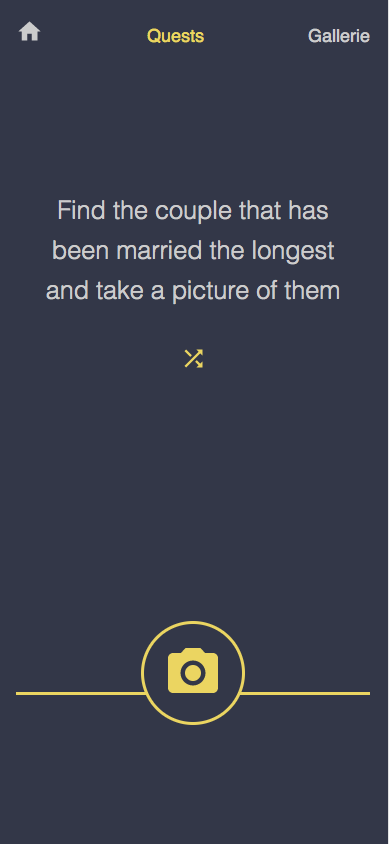 Quests
Gallerie
Find the couple that has
been married the longest
and take a picture of them